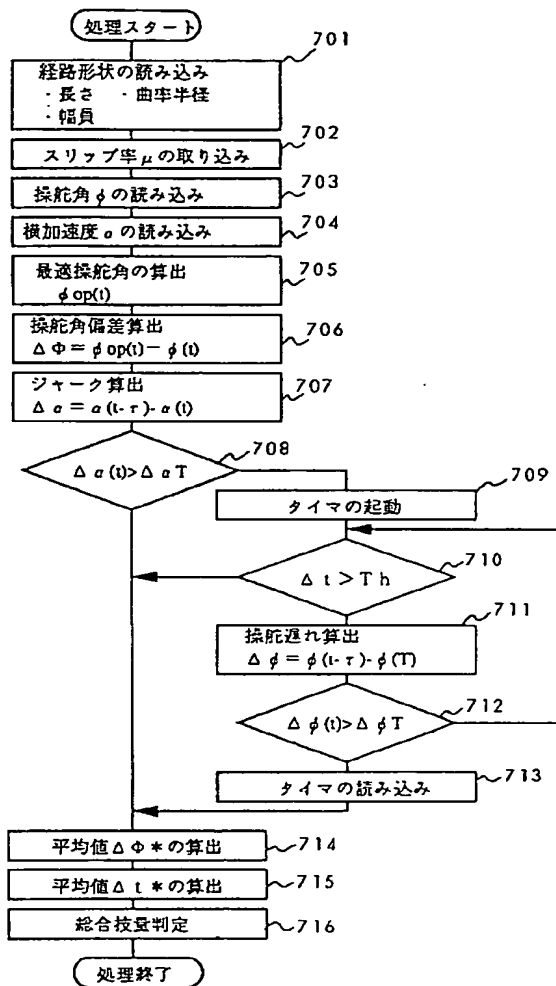 処理スタート
701
経路形状の読み込み
・長さ ・曲率半径
・幅員
702
スリップ率μの取り込み
703
操舵角φの読み込み
704
横加速度αの読み込み
705
最適操舵角の算出
φop(t)
706
操舵角偏差算出
ΔΦ=φop(t)-φ(t)
707
ジャーク算出
Δα=α(t-τ)-α(t)
708
Δα(t)>ΔαT
709
タイマの起動
710
Δt>Th
711
操舵遅れ算出
Δφ=φ(t-τ)-φ(T)
712
Δφ(t)>ΔφT
713
タイマの読み込み
平均値ΔΦ*の算出
714
平均値Δt*の算出
715
総合技量判定
716
処理終了